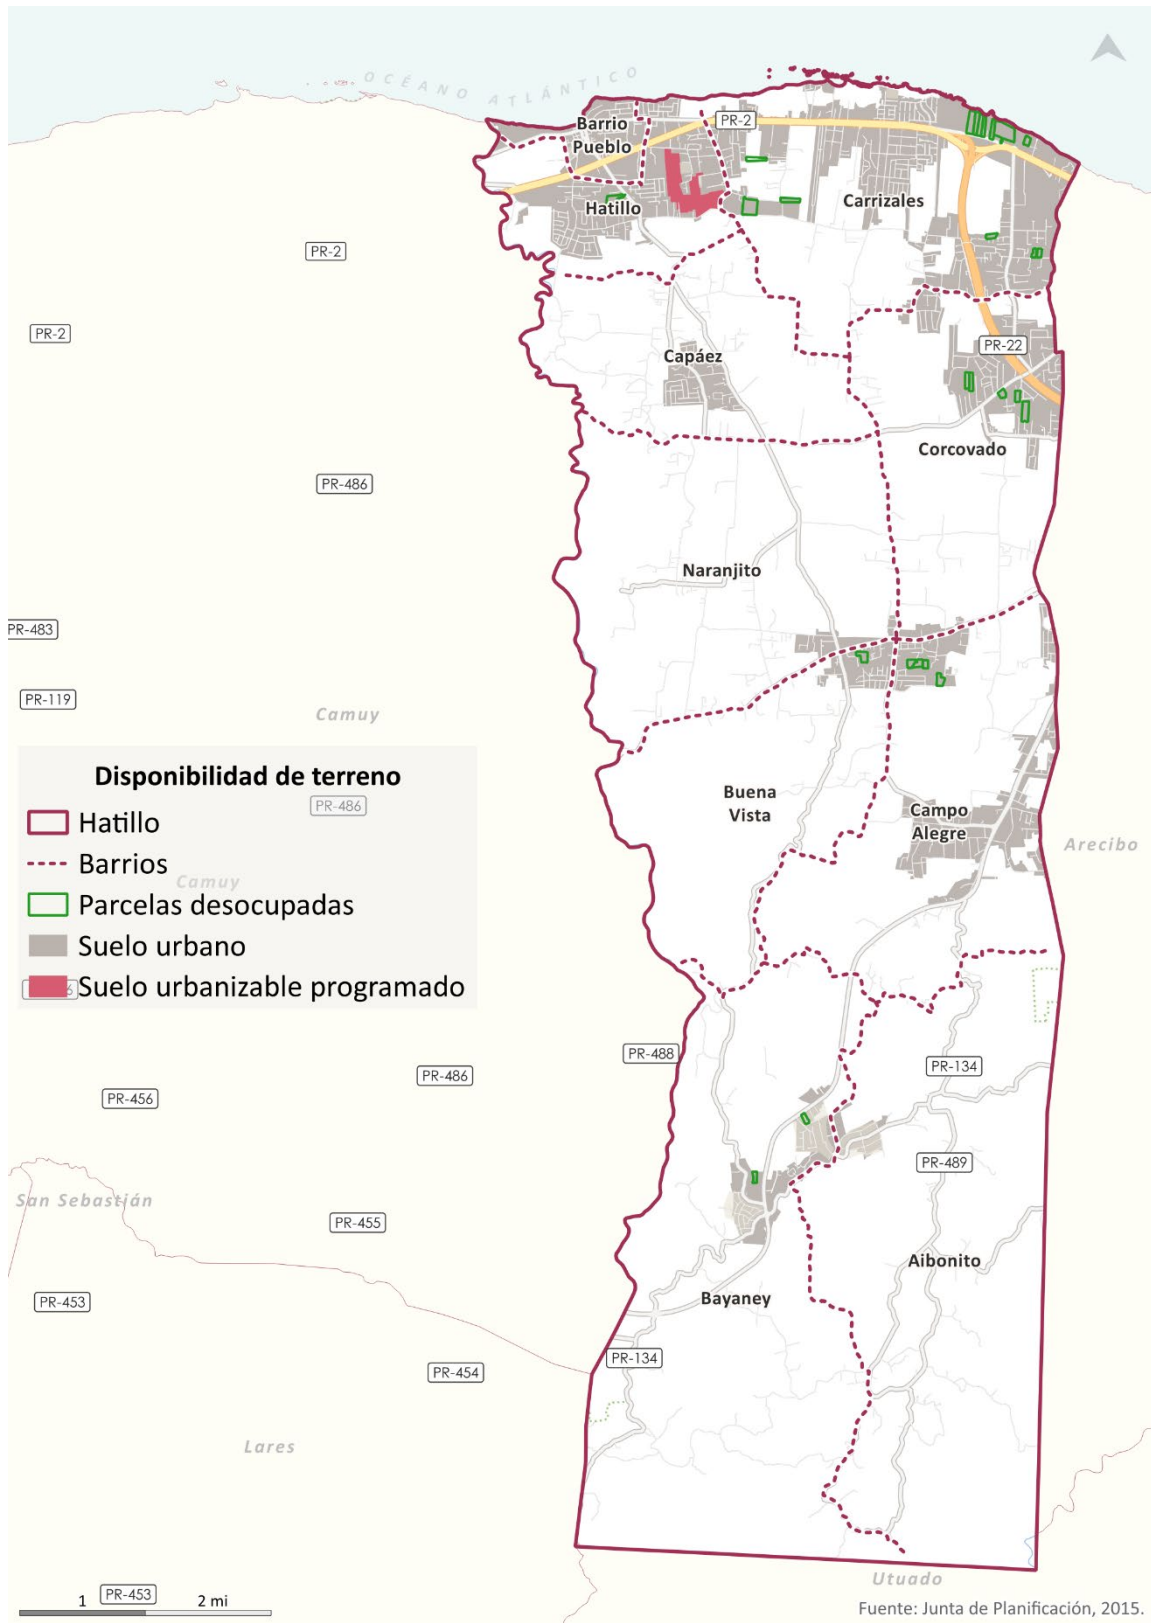 OCÉANO ATLÁNTICO
Barrio
Pueblo
PR-2
Hatillo
Carrizales
PR-2
PR-2
PR-22
Capáez
Corcovado
PR-486
Naranjito
PR-483
PR-119
Camuy
Disponibilidad de terreno
Hatillo
PR-486
Barrios
Camuy
Parcelas desocupadas
Suelo urbano
Suelo urbanizable programado
Buena
Vista
Campo
Alegre
Arecibo
PR-488
PR-486
PR-134
PR-456
PR-489
San Sebastián
PR-455
Aibonito
PR-453
Bayaney
PR-134
PR-454
Lares
Utuado
1 PR-453 2 mi
Fuente: Junta de Planificación, 2015.